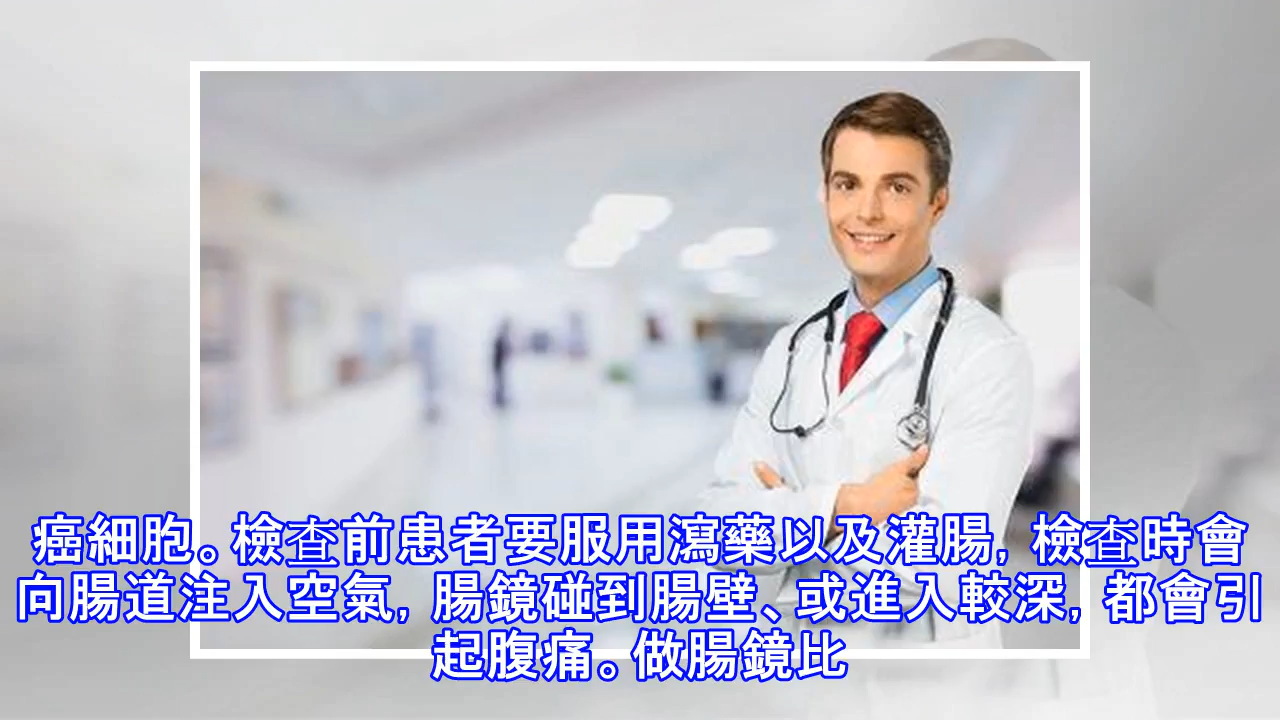 癌細胞。檢查前患者要服用瀉藥以及灌腸, 檢查時會
向腸道注入空氣, 腸鏡碰到腸壁、或進入較深, 都會引
起腹痛。做腸鏡比